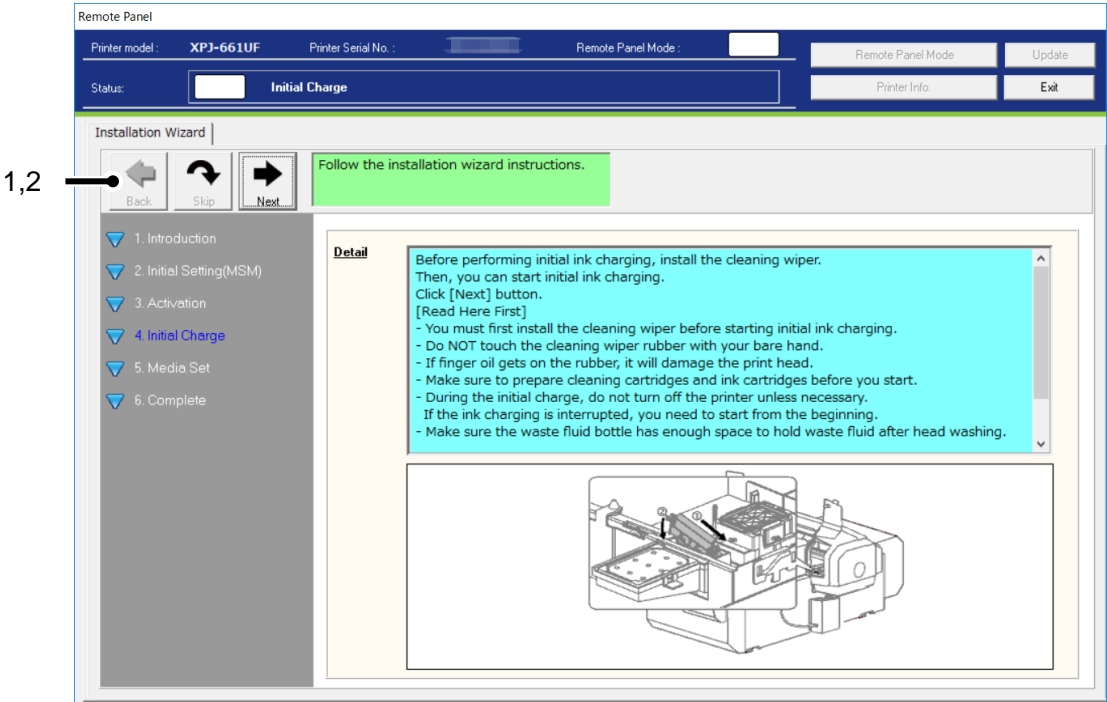 Remote Panel
Printer model : XPJ-661UF Printer Serial No. : Remote Panel Mode :
Remote Panel Mode Update
Status: Initial Charge
Printer Info. Exit
Installation Wizard
1,2
Back Skip Next
Follow the installation wizard instructions.
1. Introduction
2. Initial Setting(MSM)
3. Activation
4. Initial Charge
5. Media Set
6. Complete
Detail
Before performing initial ink charging, install the cleaning wiper.
Then, you can start initial ink charging.
Click [Next] button.
[Read Here First]
- You must first install the cleaning wiper before starting initial ink charging.
- Do NOT touch the cleaning wiper rubber with your bare hand.
- If finger oil gets on the rubber, it will damage the print head.
- Make sure to prepare cleaning cartridges and ink cartridges before you start.
- During the initial charge, do not turn off the printer unless necessary.
If the ink charging is interrupted, you need to start from the beginning.
- Make sure the waste fluid bottle has enough space to hold waste fluid after head washing.
② ①